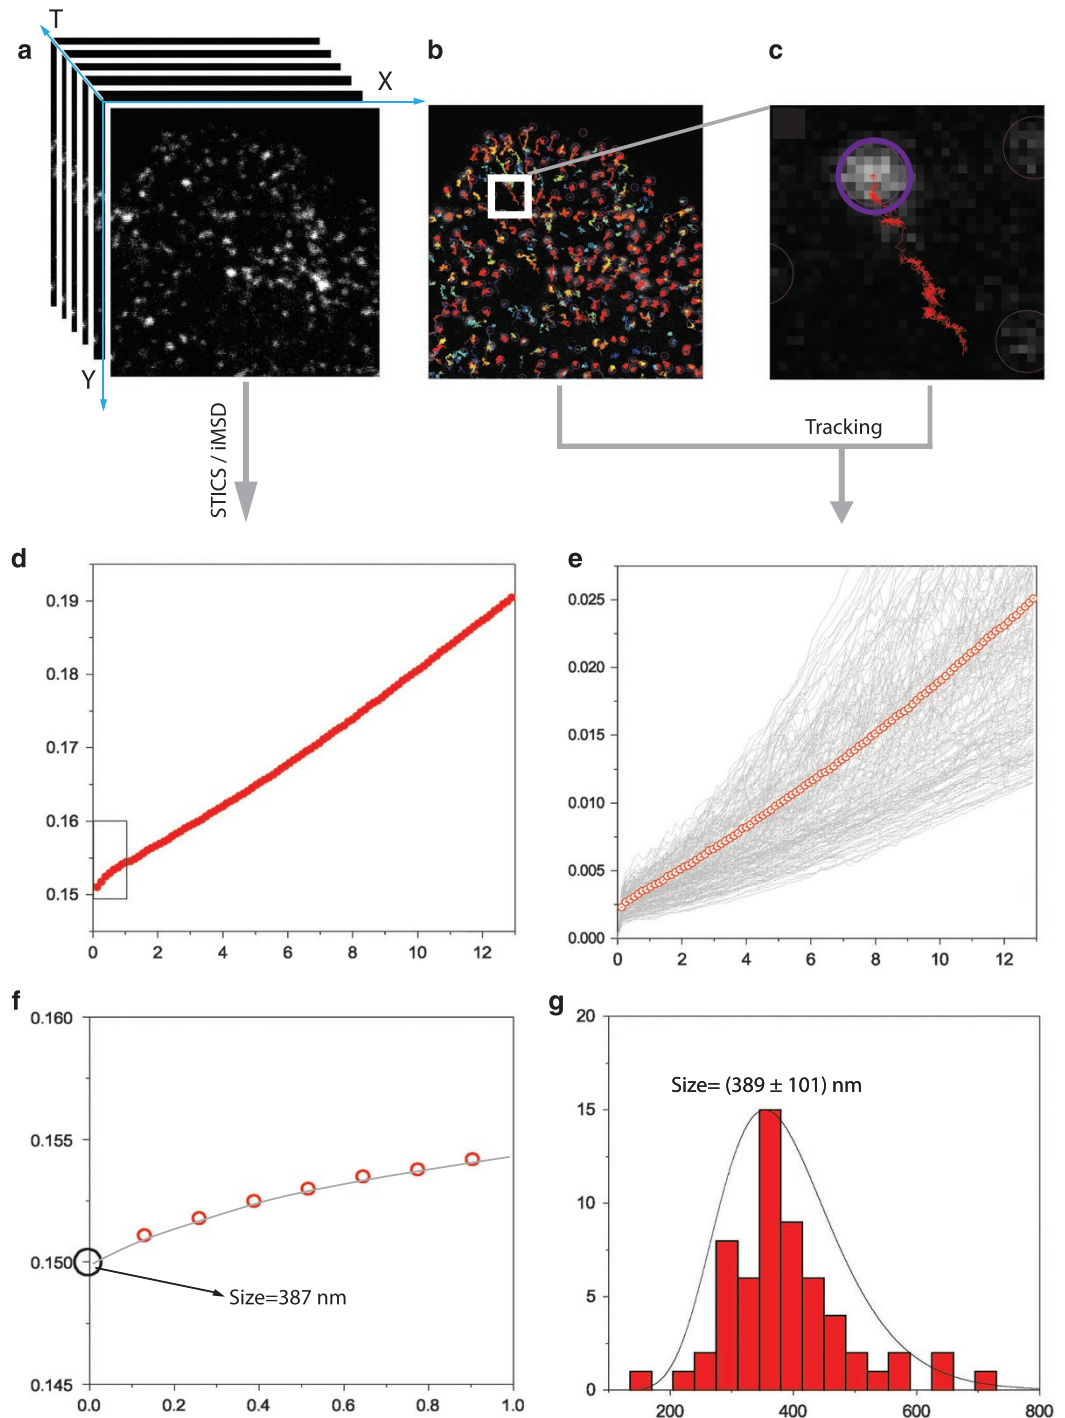 T
a
X
b
c
Y
STICS / iMSD
Tracking
d
0.19
0.18
0.17
0.16
0.15
0 2 4 6 8 10 12
e
0.025
0.020
0.015
0.010
0.005
0.000
0 2 4 6 8 10 12
f
0.160
0.155
0.150
0.145
Size=387 nm
0.0 0.2 0.4 0.6 0.8 1.0
g
20
15
10
5
0
Size= (389 ± 101) nm
200 400 600 800